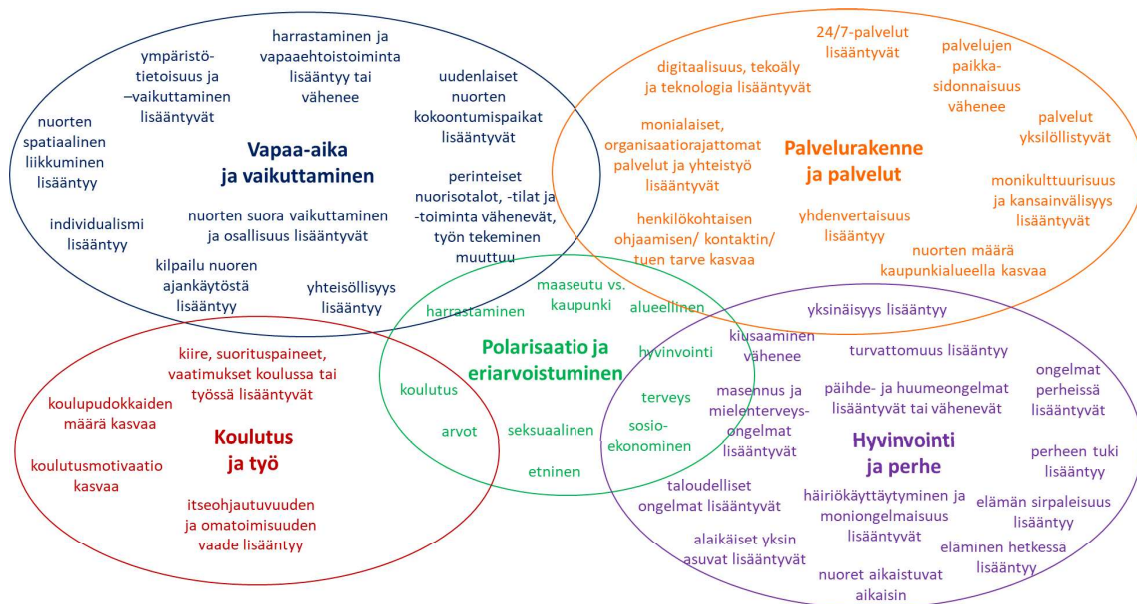 ympäristö-
tietoisuus ja
–vaikuttaminen
lisääntyvät
harrastaminen ja
vapaaehtoistoiminta
lisääntyy tai
vähenee
uudenlaiset
nuorten
kokoontumispaikat
lisääntyvät
nuorten
spatiaalinen
liikkuminen
lisääntyy
Vapaa-aika
ja vaikuttaminen
perinteiset
nuorisotalot, -tilat ja
-toiminta vähenevät,
työn tekeminen
muuttuu
individualismi
lisääntyy
nuorten suora vaikuttaminen
ja osallisuus lisääntyvät
kilpailu nuoren
ajankäytöstä
lisääntyy
yhteisöllisyys
lisääntyy
24/7-palvelut
lisääntyvät
digitaalisuus, tekoäly
ja teknologia lisääntyvät
palvelujen
paikka-
sidonnaisuus
vähenee
palvelut
yksilöllistyvät
monialaiset,
organisaatiorajattomat
palvelut ja yhteistyö
lisääntyvät
Palvelurakenne
ja palvelut
monikulttuurisuus
ja kansainvälisyys
lisääntyvät
henkilökohtaisen
ohjaamisen/ kontaktin/
tuen tarve kasvaa
yhdenvertaisuus
lisääntyy
nuorten määrä
kaupunkialueella kasvaa
maaseutu vs.
kaupunki
harrastaminen
alueellinen
Polarisaatio ja
eriarvoistuminen
hyvinvointi
koulutus
terveys
arvot
seksuaalinen
sosio-
ekonominen
etninen
kiire, suorituspaineet,
vaatimukset koulussa tai
työssä lisääntyvät
koulupudokkaiden
määrä kasvaa
Koulutus
ja työ
koulutusmotivaatio
kasvaa
itseohjautuvuuden
ja omatoimisuuden
vaade lisääntyy
yksinäisyys lisääntyy
kiusaaminen
vähenee
turvattomuus lisääntyy
ongelmat
perheissä
lisääntyvät
masennus ja
mielenterveys-
ongelmat
lisääntyvät
päihde- ja huumeongelmat
lisääntyvät tai vähenevät
Hyvinvointi
ja perhe
perheen tuki
lisääntyy
taloudelliset
ongelmat lisääntyvät
häiriökäyttäytyminen ja
moniongelmaisuus
lisääntyvät
elämän sirpaleisuus
lisääntyy
alaikäiset yksin
asuvat lisääntyvät
eläminen hetkessä
lisääntyy
nuoret aikaistuvat
aikaisin